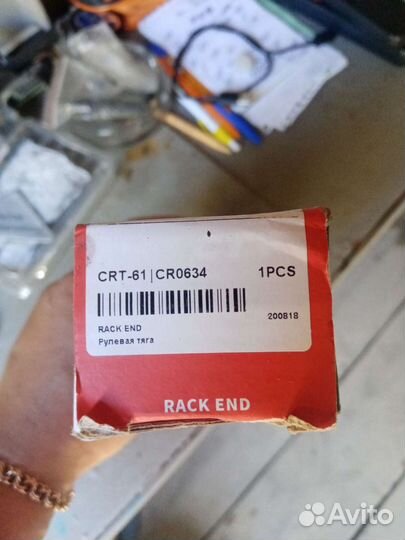 CRT-61 | CR0634 1PCS
200818
RACK END
Рулевая тяга
RACK END
Avito